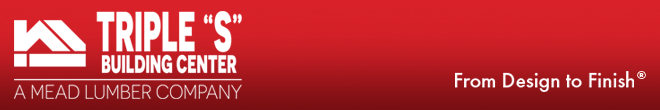 TRIPLE “S”
BUILDING CENTER
A MEAD LUMBER COMPANY
From Design to Finish®